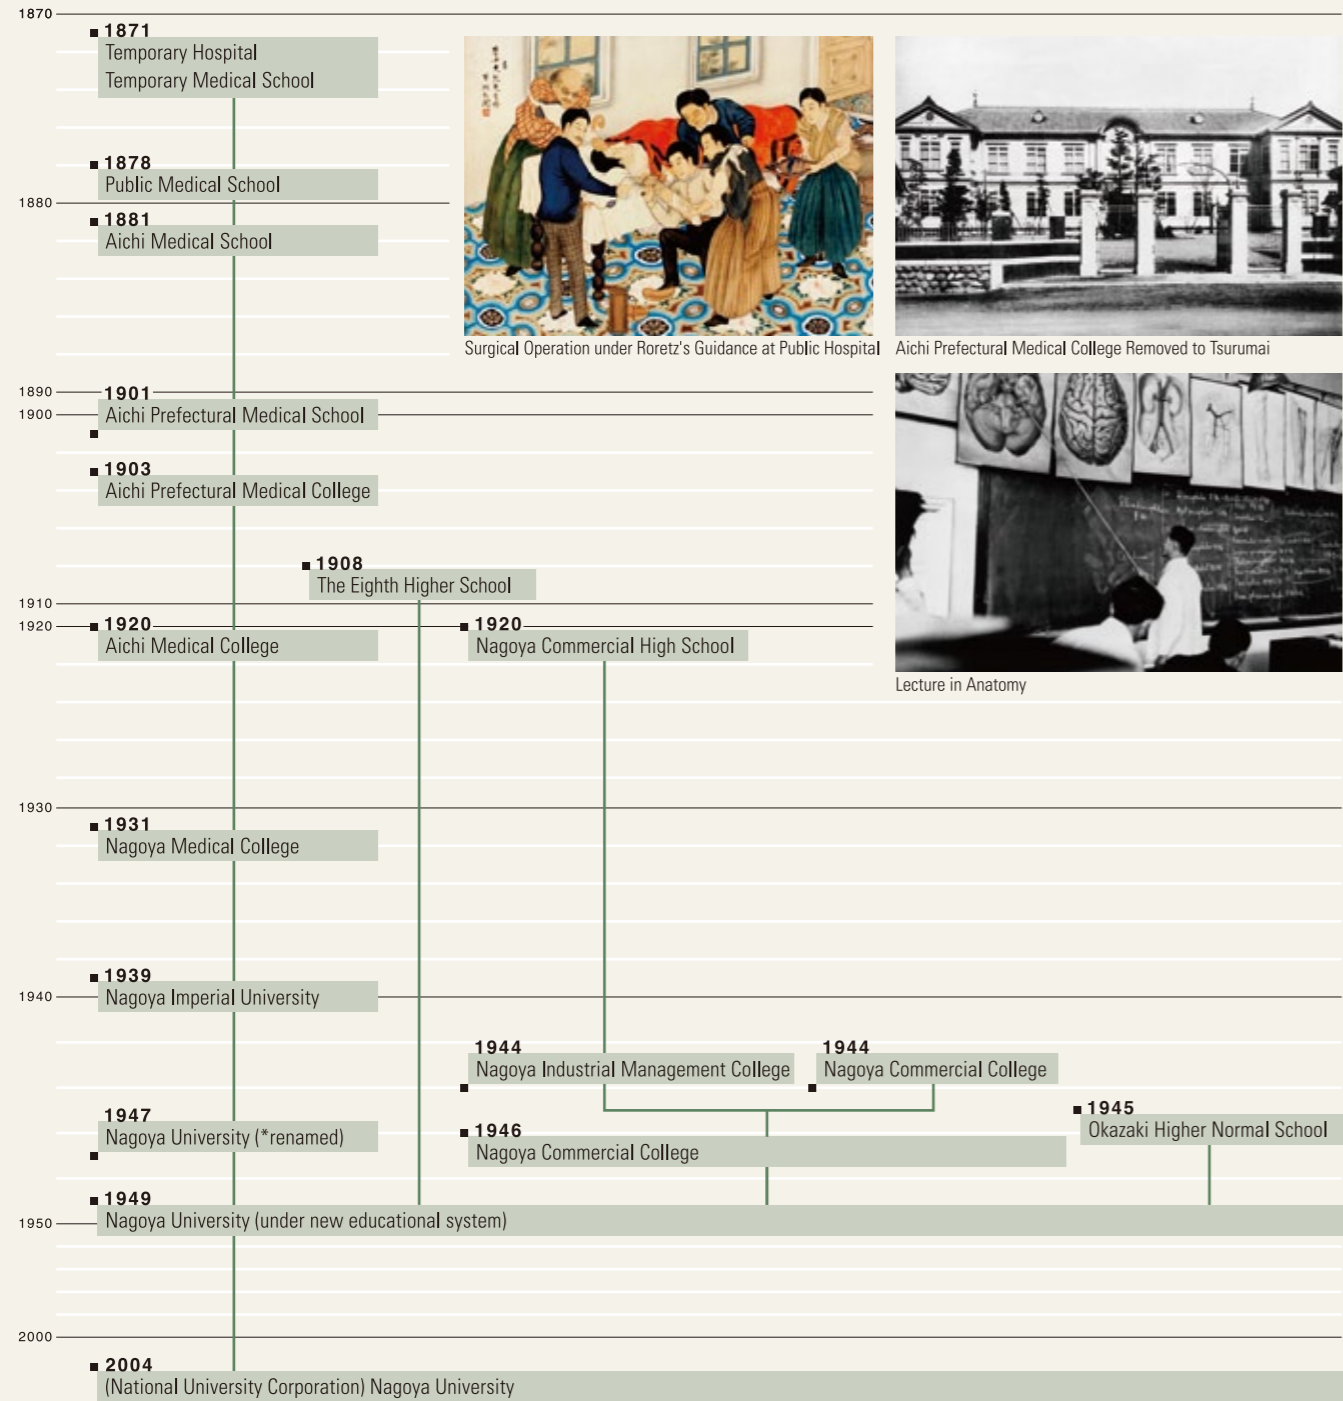 1870
1871
Temporary Hospital
Temporary Medical School
1878
Public Medical School
1880
1881
Aichi Medical School
Surgical Operation under Roretz's Guidance at Public Hospital
Aichi Prefectural Medical College Removed to Tsurumai
1890
1901
1900
Aichi Prefectural Medical School
1903
Aichi Prefectural Medical College
1908
The Eighth Higher School
1910
1920
1920
Aichi Medical College
1920
Nagoya Commercial High School
Lecture in Anatomy
1930
1931
Nagoya Medical College
1939
1940
Nagoya Imperial University
1944
Nagoya Industrial Management College
1944
Nagoya Commercial College
1945
Okazaki Higher Normal School
1947
Nagoya University (*renamed)
1946
Nagoya Commercial College
1949
1950
Nagoya University (under new educational system)
2000
2004
(National University Corporation) Nagoya University